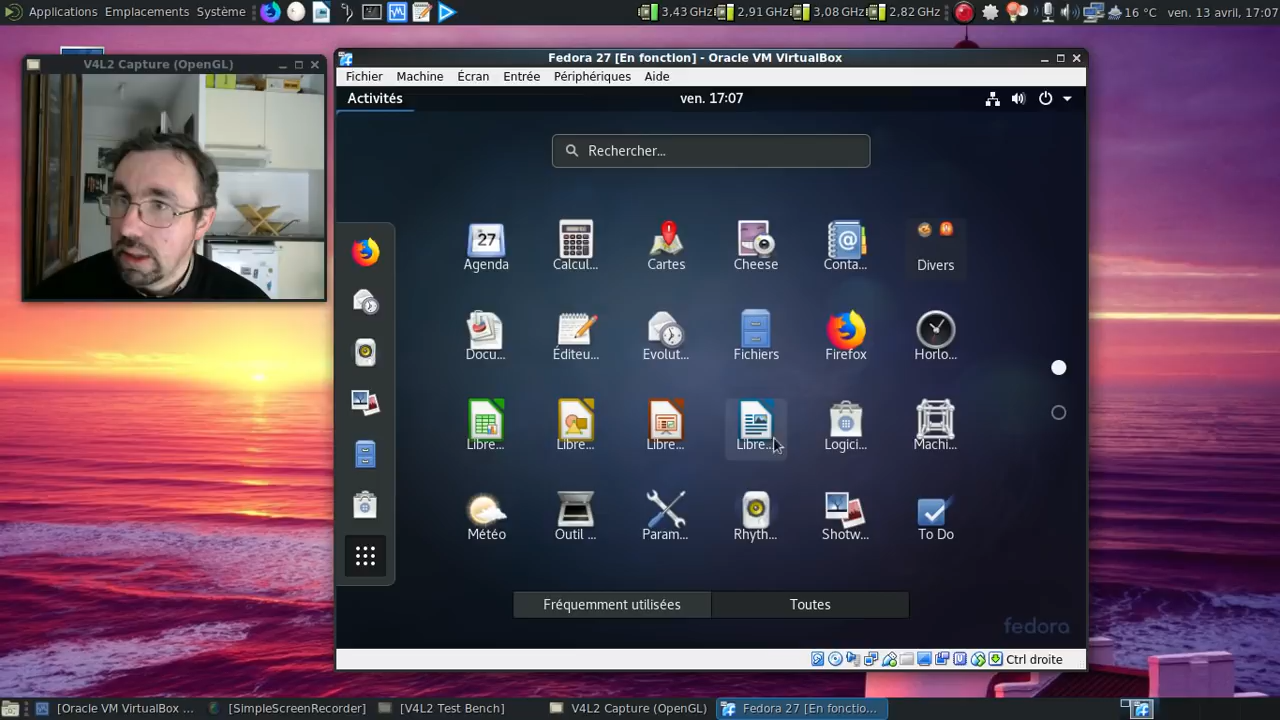 Applications Emplacements Système
3,43 GHz 2,91 GHz 3,08 GHz 2,82 GHz 16 °C ven. 13 avril, 17:07
V4L2 Capture (OpenGL)
Fedora 27 [En fonction] - Oracle VM VirtualBox
Fichier Machine Écran Entrée Périphériques Aide
Activités ven. 17:07
Rechercher...
27
Agenda Calcul... Cartes Cheese Conta... Divers
Docu... Éditeu... Evolut... Fichiers Firefox Horlo...
Libre... Libre... Libre... Libre... Logici... Machi...
Météo Outil ... Param... Rhyth... Shotw... To Do
Fréquemment utilisées Toutes
fedora
Ctrl droite
[Oracle VM VirtualBox ... [SimpleScreenRecorder] [V4L2 Test Bench] V4L2 Capture (OpenGL) Fedora 27 [En fonctio...